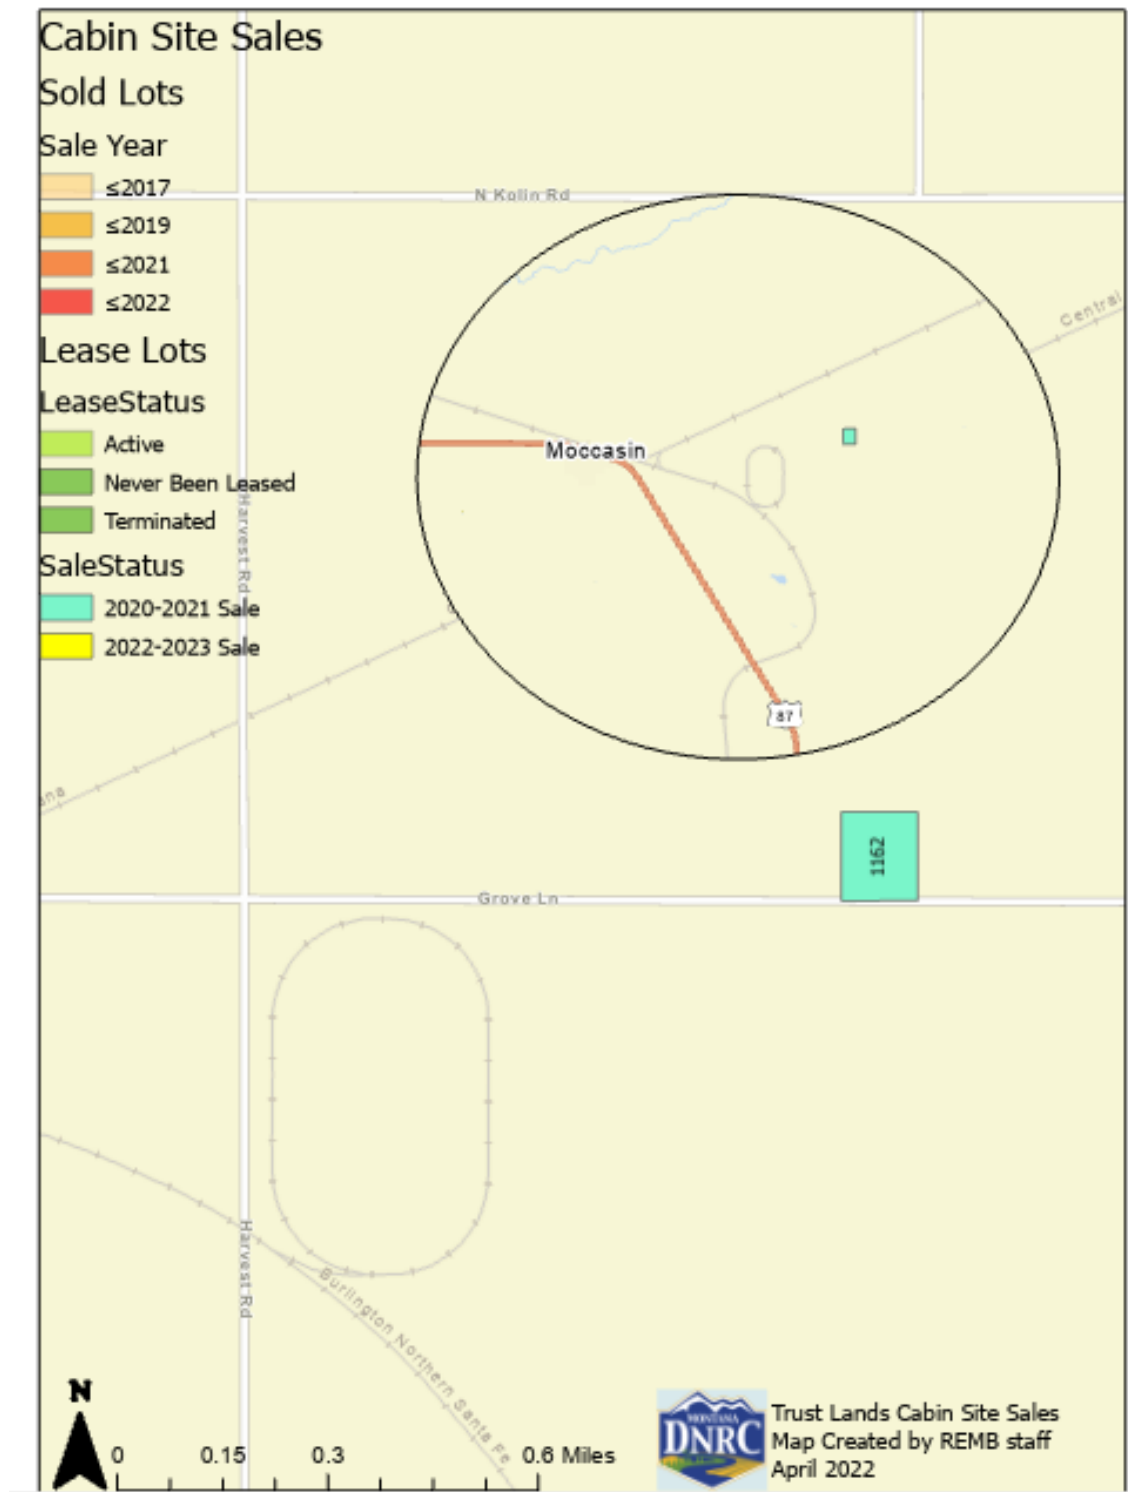 Cabin Site Sales
Sold Lots
Sale Year
≤2017
≤2019
≤2021
≤2022
Lease Lots
LeaseStatus
Active
Never Been Leased
Terminated
SaleStatus
2020-2021 Sale
2022-2023 Sale
N Kolin Rd
Central
Moccasin
Harvest Rd
87
ana
1162
Grove Ln
Harvest Rd
Burlington Northern Santa Fe
N
0 0.15 0.3 0.6 Miles
MONTANA
DNRC
Trust Lands Cabin Site Sales
Map Created by REMB staff
April 2022